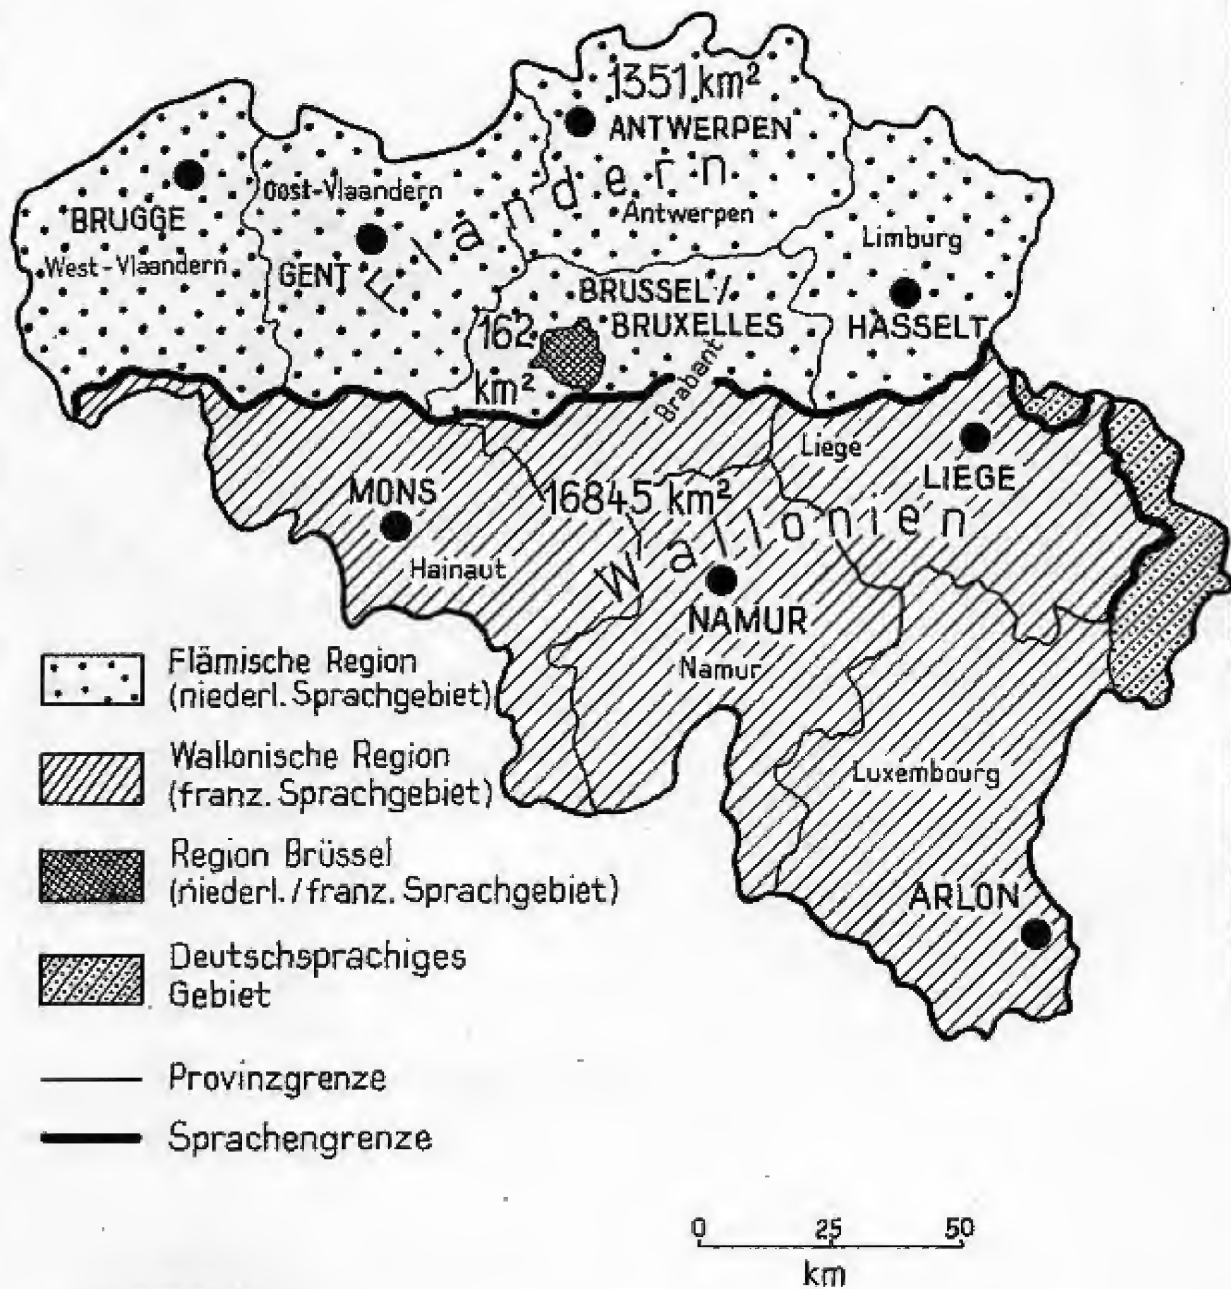 1351 km²
ANTWERPEN
Flandern
Antwerpen
BRUGGE
West-Vlaandern
Oost-Vlaandern
GENT
Limburg
HASSELT
BRÜSSEL/
BRUXELLES
162
km²
Brabant
Liege
LIEGE
MONS
16845 km²
Wallonien
Hainaut
NAMUR
Namur
Luxembourg
ARLON
Flämische Region
(niederl. Sprachgebiet)
Wallonische Region
(franz. Sprachgebiet)
Region Brüssel
(niederl./franz. Sprachgebiet)
Deutschsprachiges
Gebiet
Provinzgrenze
Sprachengrenze
0 25 50
km